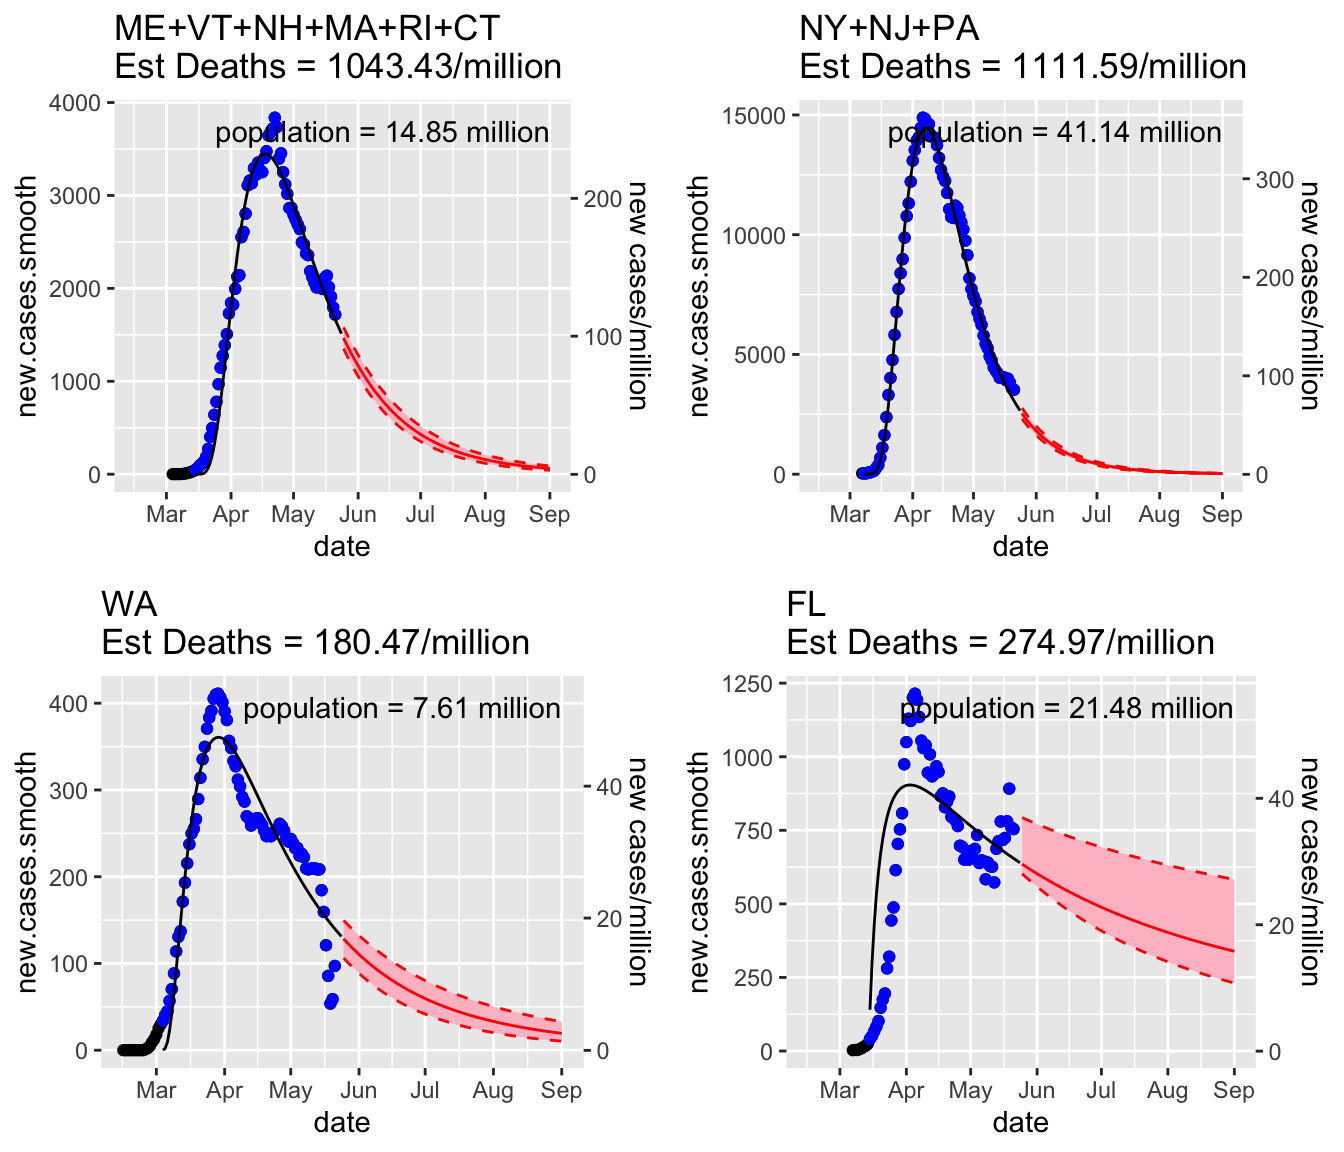 ME+VT+NH+MA+RI+CT
Est Deaths = 1043.43/million
population = 14.85 million
4000
3000
2000
1000
0
new.cases.smooth
200
100
0
new cases/million
Mar Apr May Jun Jul Aug Sep
date
NY+NJ+PA
Est Deaths = 1111.59/million
population = 41.14 million
15000
10000
5000
0
new.cases.smooth
300
200
100
0
new cases/million
Mar Apr May Jun Jul Aug Sep
date
WA
Est Deaths = 180.47/million
population = 7.61 million
400
300
200
100
0
new.cases.smooth
40
20
0
new cases/million
Mar Apr May Jun Jul Aug Sep
date
FL
Est Deaths = 274.97/million
population = 21.48 million
1250
1000
750
500
250
0
new.cases.smooth
40
20
0
new cases/million
Mar Apr May Jun Jul Aug Sep
date